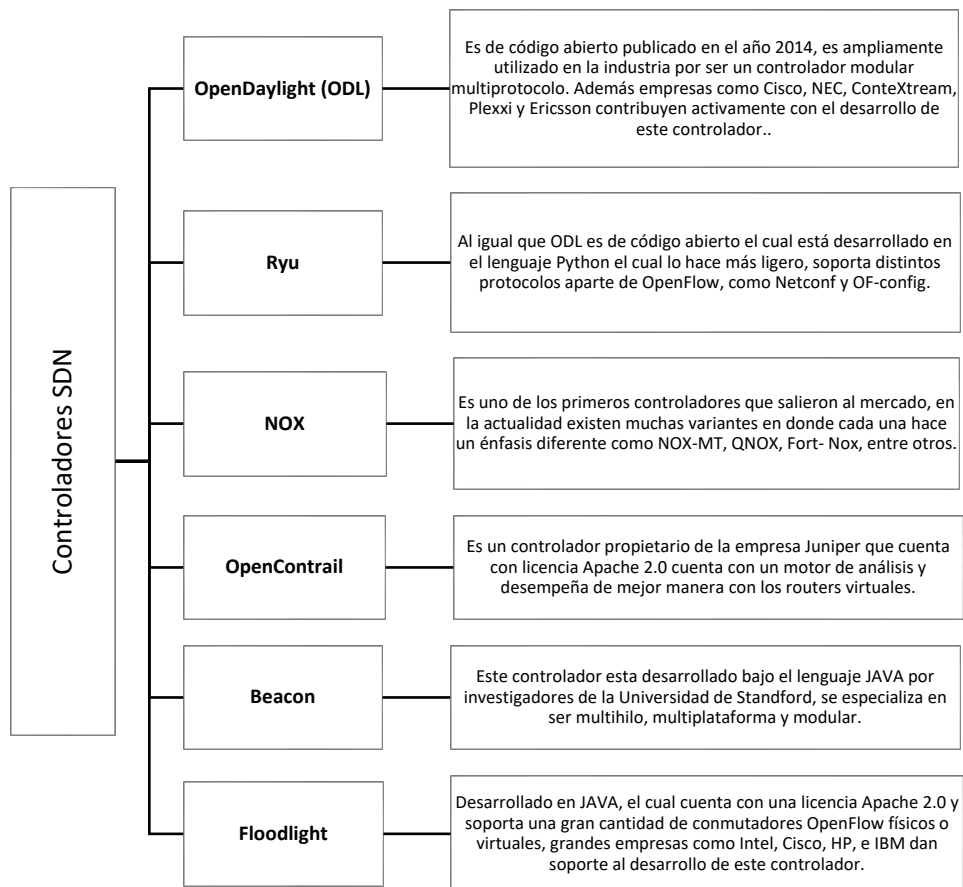 Controladores SDN
OpenDaylight (ODL)
Es de código abierto publicado en el año 2014, es ampliamente
utilizado en la industria por ser un controlador modular
multiprotocolo. Además empresas como Cisco, NEC, ConteXtream,
Plexxi y Ericsson contribuyen activamente con el desarrollo de
este controlador..
Ryu
Al igual que ODL es de código abierto el cual está desarrollado en
el lenguaje Python el cual lo hace más ligero, soporta distintos
protocolos aparte de OpenFlow, como Netconf y OF-config.
NOX
Es uno de los primeros controladores que salieron al mercado, en
la actualidad existen muchas variantes en donde cada una hace
un énfasis diferente como NOX-MT, QNOX, Fort- Nox, entre otros.
OpenContrail
Es un controlador propietario de la empresa Juniper que cuenta
con licencia Apache 2.0 cuenta con un motor de análisis y
desempeña de mejor manera con los routers virtuales.
Beacon
Este controlador esta desarrollado bajo el lenguaje JAVA por
investigadores de la Universidad de Standford, se especializa en
ser multihilo, multiplataforma y modular.
Floodlight
Desarrollado en JAVA, el cual cuenta con una licencia Apache 2.0 y
soporta una gran cantidad de conmutadores OpenFlow físicos o
virtuales, grandes empresas como Intel, Cisco, HP, e IBM dan
soporte al desarrollo de este controlador.